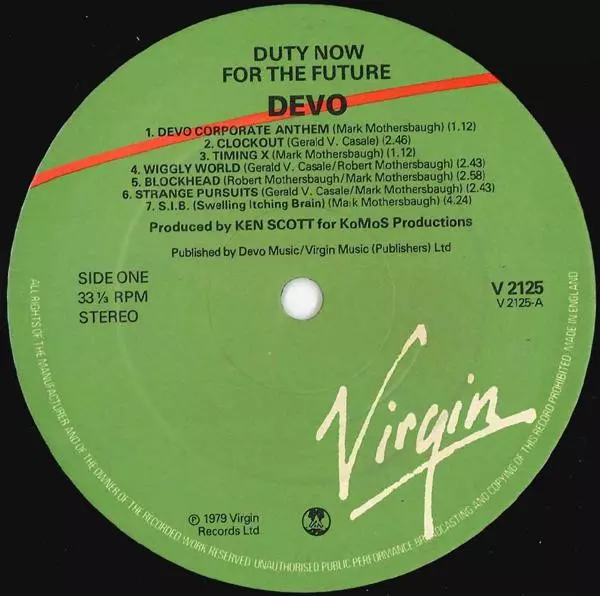 DUTY NOW
FOR THE FUTURE
DEVO
1. DEVO CORPORATE ANTHEM (Mark Mothersbaugh) (1.12)
2. CLOCKOUT (Gerald V. Casale) (2.46)
3. TIMING X (Mark Mothersbaugh) (1.12)
4. WIGGLY WORLD (Gerald V. Casale/Robert Mothersbaugh) (2.43)
5. BLOCKHEAD (Robert Mothersbaugh/Mark Mothersbaugh) (2.58)
6. STRANGE PURSUITS (Gerald V. Casale/Mark Mothersbaugh) (2.43)
7. S.I.B. (Swelling Itching Brain) (Mark Mothersbaugh) (4.24)
Produced by KEN SCOTT for KoMoS Productions
Published by Devo Music/Virgin Music (Publishers) Ltd
SIDE ONE
33⅓ RPM
STEREO
V 2125
V 2125-A
Virgin
℗ 1979 Virgin
Records Ltd
ALL RIGHTS OF THE MANUFACTURER AND OF THE OWNER OF THE RECORDED WORK RESERVED. UNAUTHORISED PUBLIC PERFORMANCE BROADCASTING AND COPYING OF THIS RECORD PROHIBITED. MADE IN ENGLAND